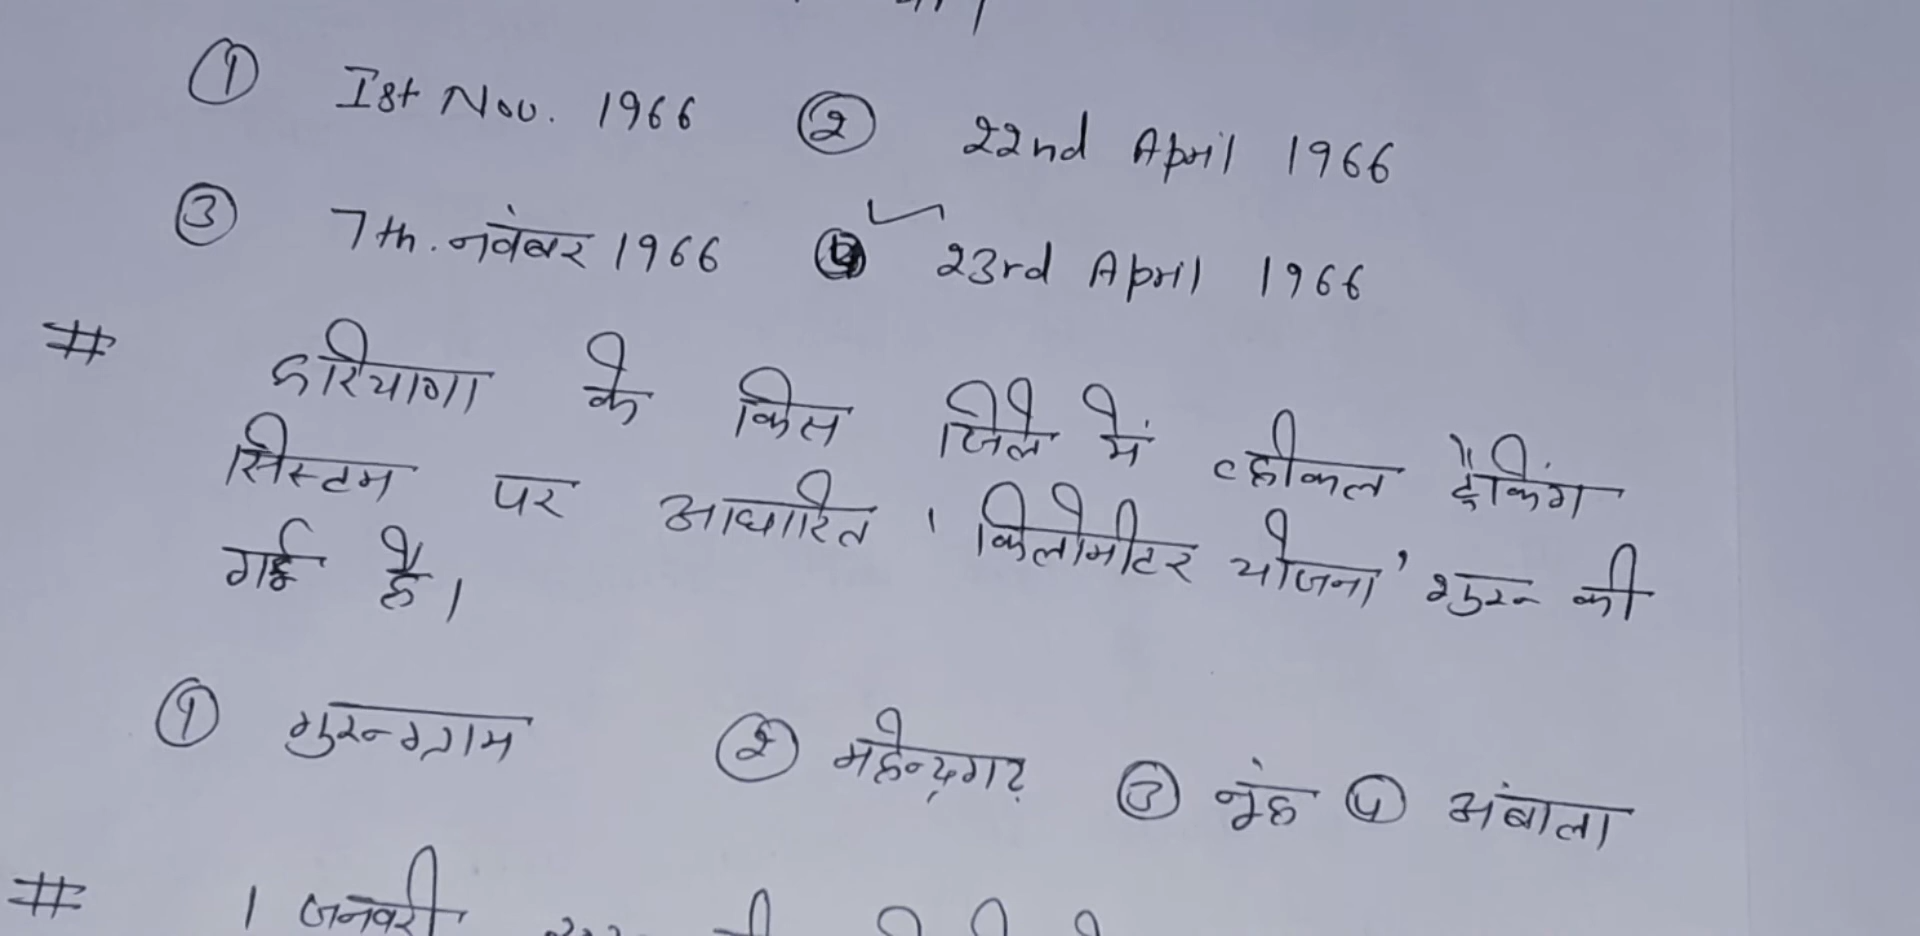 ① Ist Nov. 1966 ② 22nd April 1966
③ 7th. नवंबर 1966 ④ 23rd April 1966
# हरियाणा के किस जिले में व्हीकल ट्रैकिंग
सिस्टम पर आधारित 'किलोमीटर योजना' शुरू की
गई है।
① गुरुग्राम ② महेन्द्रगढ़ ③ नूंह ④ अंबाला
# 1 जनवरी